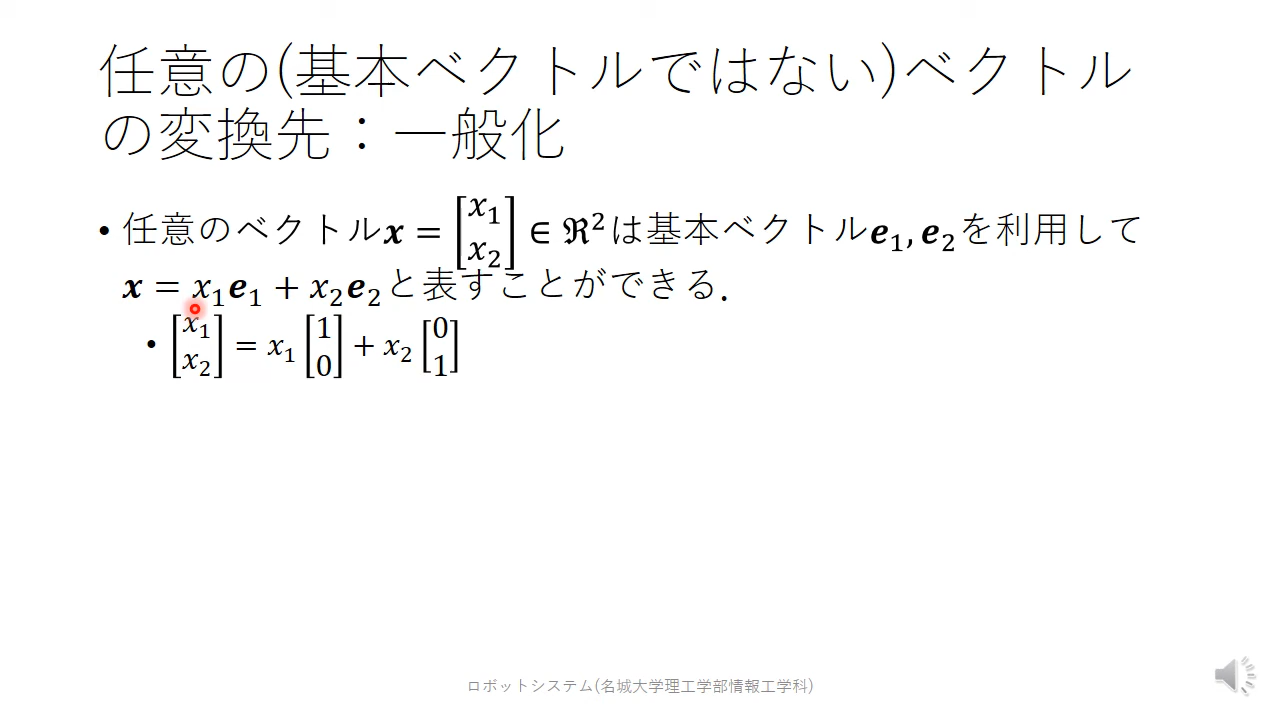 任意の(基本ベクトルではない)ベクトル
の変換先：一般化
• 任意のベクトル𝒙 = [x₁ x₂] ∈ ℜ²は基本ベクトル𝒆₁, 𝒆₂を利用して
𝒙 = x₁𝒆₁ + x₂𝒆₂と表すことができる．
• [x₁ x₂] = x₁ [1 0] + x₂ [0 1]
ロボットシステム(名城大学理工学部情報工学科)